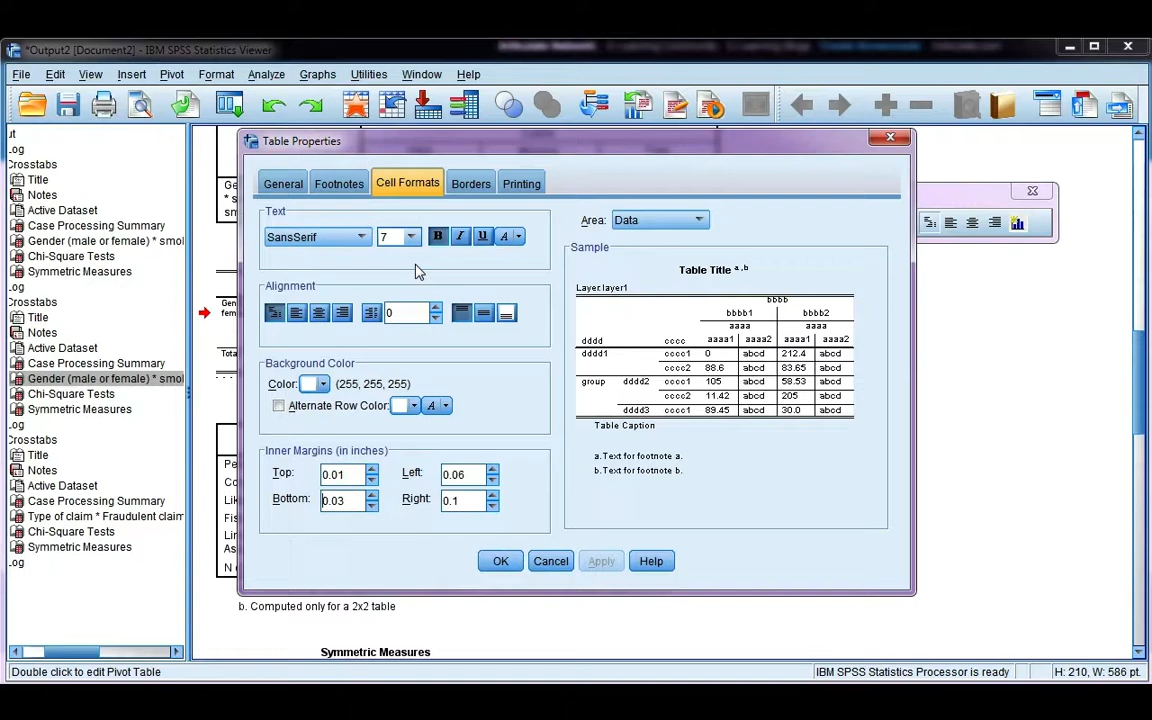 *Output2 [Document2] - IBM SPSS Statistics Viewer
File Edit View Insert Pivot Format Analyze Graphs Utilities Window Help
ut
Log
Crosstabs
Title
Notes
Active Dataset
Case Processing Summary
Gender (male or female) * smol
Chi-Square Tests
Symmetric Measures
Log
Crosstabs
Title
Notes
Active Dataset
Case Processing Summary
Gender (male or female) * smol
Chi-Square Tests
Symmetric Measures
Log
Crosstabs
Title
Notes
Active Dataset
Case Processing Summary
Type of claim * Fraudulent claim
Chi-Square Tests
Symmetric Measures
Log
Table Properties
General Footnotes Cell Formats Borders Printing
Text
SansSerif 7 B I U A
Alignment
0
Background Color
Color: (255, 255, 255)
Alternate Row Color: A
Inner Margins (in inches)
Top: 0.01 Left: 0.06
Bottom: 0.03 Right: 0.1
Area: Data
Sample
Table Title a,b
Layer:layer1
bbbb
bbbb1 bbbb2
aaaa aaaa
dddd cccc aaaa1 aaaa2 aaaa1 aaaa2
dddd1 cccc1 0 abcd 212.4 abcd
cccc2 88.6 abcd 83.65 abcd
group dddd2 cccc1 105 abcd 58.53 abcd
cccc2 11.42 abcd 205 abcd
dddd3 cccc1 89.45 abcd 30.0 abcd
Table Caption
a.Text for footnote a.
b.Text for footnote b.
OK Cancel Apply Help
b. Computed only for a 2x2 table
Symmetric Measures
Double click to edit Pivot Table
IBM SPSS Statistics Processor is ready
H: 210, W: 586 pt.